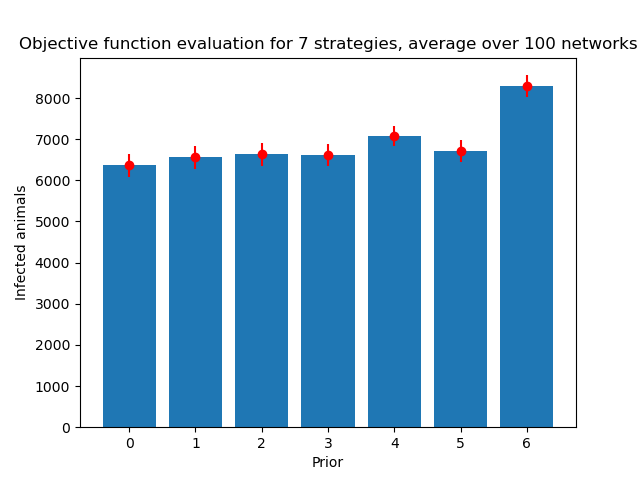 Objective function evaluation for 7 strategies, average over 100 networks
8000
7000
6000
5000
4000
3000
2000
1000
0
Infected animals
0 1 2 3 4 5 6
Prior